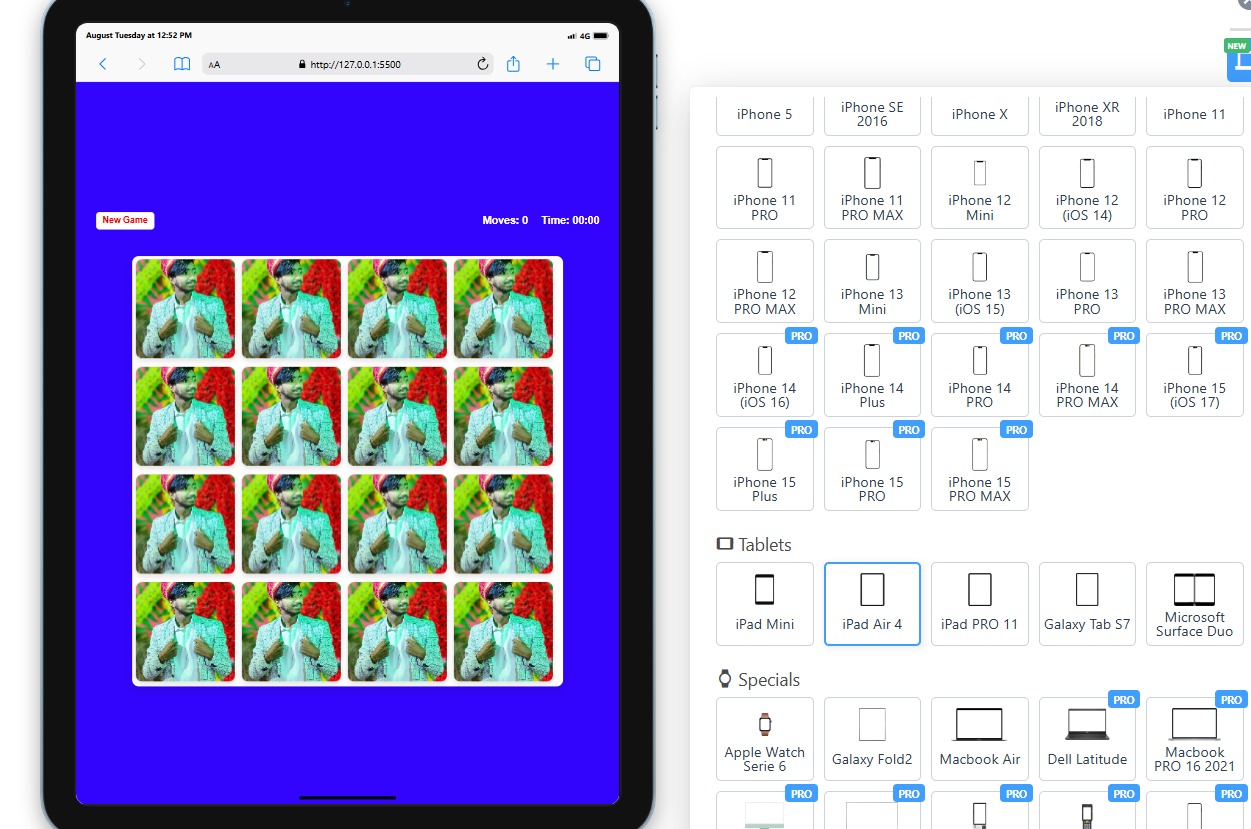 August Tuesday at 12:52 PM
4G
AA
http://127.0.0.1:5500
New Game
Moves: 0
Time: 00:00
NEW
iPhone 5
iPhone SE
2016
iPhone X
iPhone XR
2018
iPhone 11
iPhone 11
PRO
iPhone 11
PRO MAX
iPhone 12
Mini
iPhone 12
(iOS 14)
iPhone 12
PRO
iPhone 12
PRO MAX
iPhone 13
Mini
iPhone 13
(iOS 15)
iPhone 13
PRO
iPhone 13
PRO MAX
PRO
iPhone 14
(iOS 16)
PRO
iPhone 14
Plus
PRO
iPhone 14
PRO
PRO
iPhone 14
PRO MAX
PRO
iPhone 15
(iOS 17)
PRO
iPhone 15
Plus
PRO
iPhone 15
PRO
PRO
iPhone 15
PRO MAX
Tablets
iPad Mini
iPad Air 4
iPad PRO 11
Galaxy Tab S7
Microsoft
Surface Duo
Specials
Apple Watch
Serie 6
Galaxy Fold2
Macbook Air
PRO
Dell Latitude
PRO
Macbook
PRO 16 2021
PRO
PRO
PRO
PRO
PRO